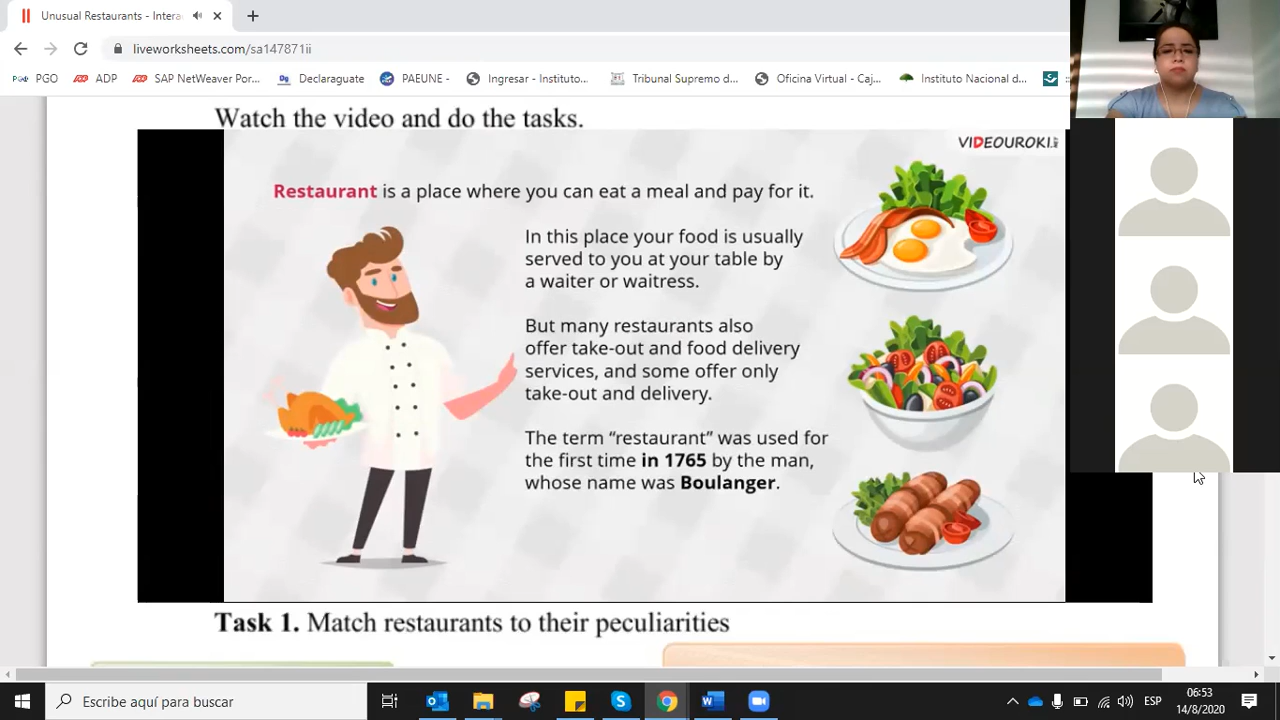 Unusual Restaurants - Intera
liveworksheets.com/sa147871ii
PGO ADP SAP NetWeaver Por... Declaraguate PAEUNE - Ingresar - Instituto... Tribunal Supremo d... Oficina Virtual - Caj... Instituto Nacional d...
Watch the video and do the tasks.
VIDEOUROKI
Restaurant is a place where you can eat a meal and pay for it.
In this place your food is usually
served to you at your table by
a waiter or waitress.
But many restaurants also
offer take-out and food delivery
services, and some offer only
take-out and delivery.
The term “restaurant” was used for
the first time in 1765 by the man,
whose name was Boulanger.
Task 1. Match restaurants to their peculiarities
Escribe aquí para buscar
ESP
06:53
14/8/2020